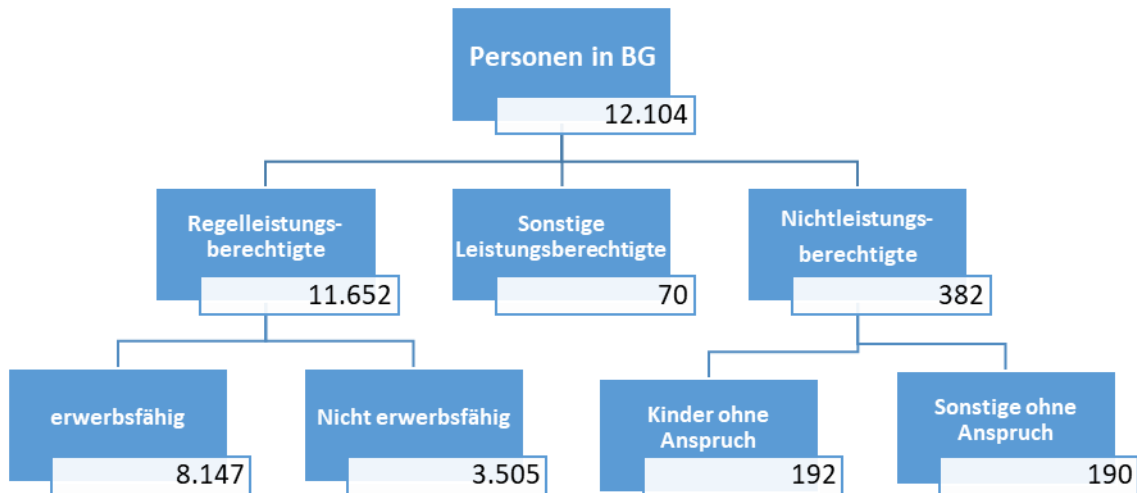 Personen in BG
12.104
Regelleistungs-
berechtigte
11.652
Sonstige
Leistungsberechtigte
70
Nichtleistungs-
berechtigte
382
erwerbsfähig
8.147
Nicht erwerbsfähig
3.505
Kinder ohne
Anspruch
192
Sonstige ohne
Anspruch
190